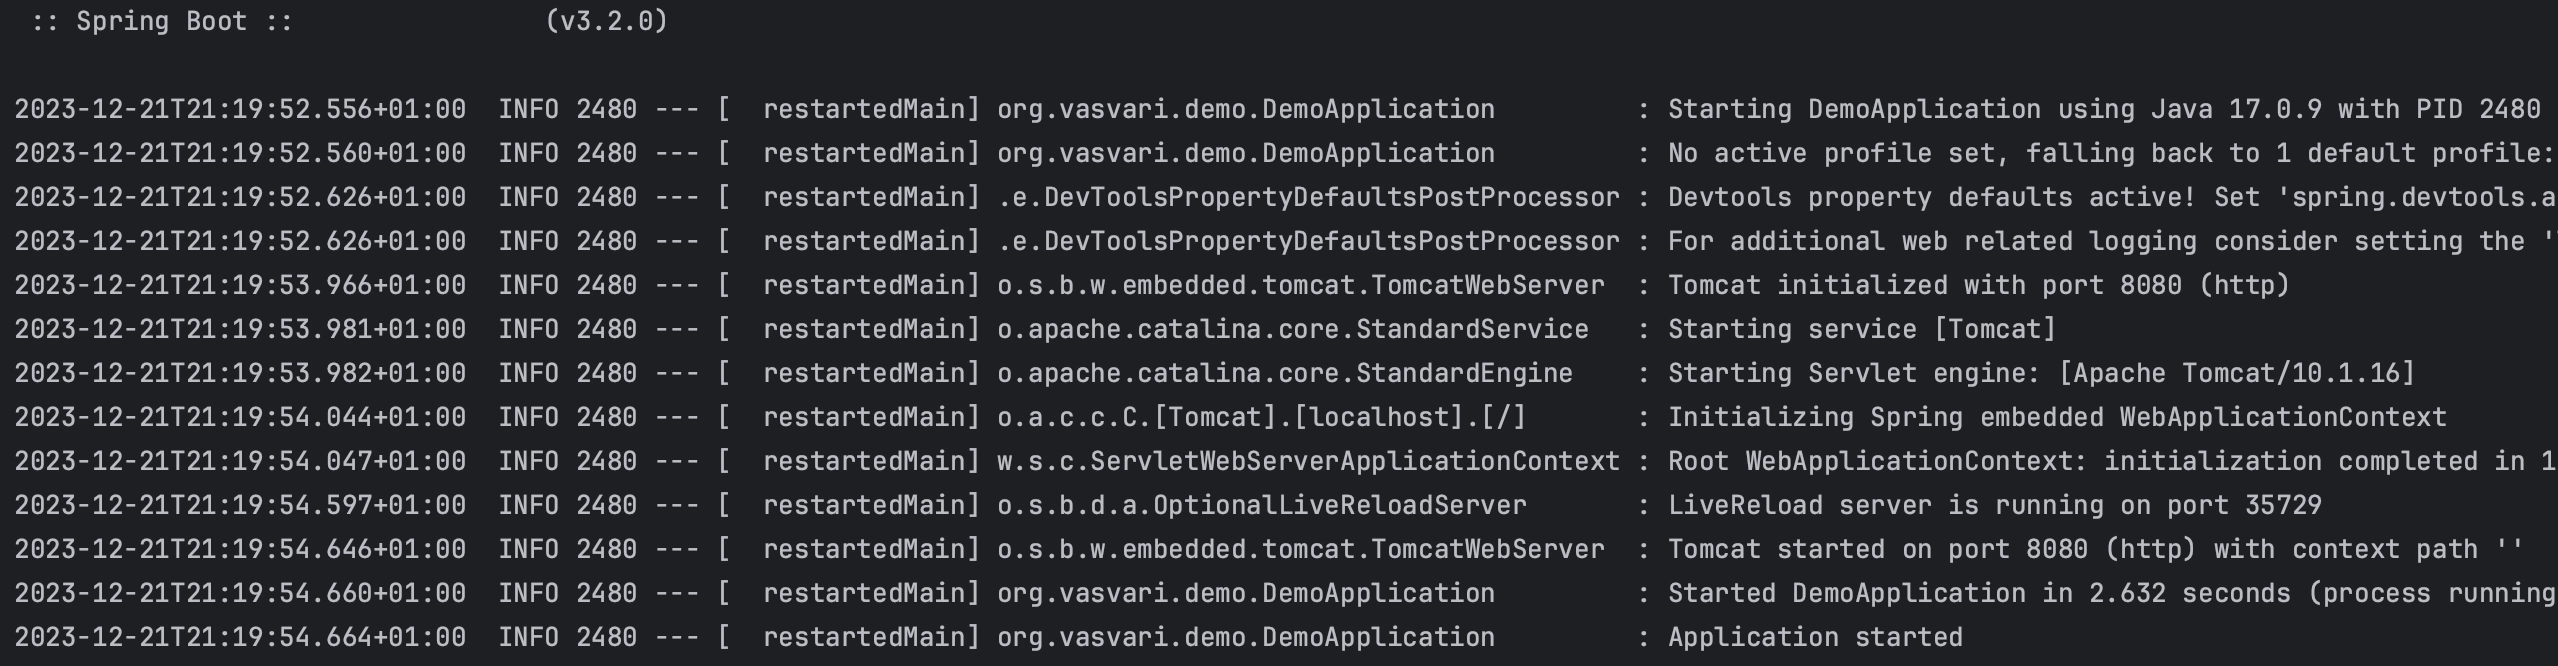 :: Spring Boot ::                (v3.2.0)
2023-12-21T21:19:52.556+01:00  INFO 2480 --- [  restartedMain] org.vasvari.demo.DemoApplication         : Starting DemoApplication using Java 17.0.9 with PID 2480
2023-12-21T21:19:52.560+01:00  INFO 2480 --- [  restartedMain] org.vasvari.demo.DemoApplication         : No active profile set, falling back to 1 default profile:
2023-12-21T21:19:52.626+01:00  INFO 2480 --- [  restartedMain] .e.DevToolsPropertyDefaultsPostProcessor : Devtools property defaults active! Set 'spring.devtools.a
2023-12-21T21:19:52.626+01:00  INFO 2480 --- [  restartedMain] .e.DevToolsPropertyDefaultsPostProcessor : For additional web related logging consider setting the '
2023-12-21T21:19:53.966+01:00  INFO 2480 --- [  restartedMain] o.s.b.w.embedded.tomcat.TomcatWebServer  : Tomcat initialized with port 8080 (http)
2023-12-21T21:19:53.981+01:00  INFO 2480 --- [  restartedMain] o.apache.catalina.core.StandardService   : Starting service [Tomcat]
2023-12-21T21:19:53.982+01:00  INFO 2480 --- [  restartedMain] o.apache.catalina.core.StandardEngine    : Starting Servlet engine: [Apache Tomcat/10.1.16]
2023-12-21T21:19:54.044+01:00  INFO 2480 --- [  restartedMain] o.a.c.c.C.[Tomcat].[localhost].[/]       : Initializing Spring embedded WebApplicationContext
2023-12-21T21:19:54.047+01:00  INFO 2480 --- [  restartedMain] w.s.c.ServletWebServerApplicationContext : Root WebApplicationContext: initialization completed in 1
2023-12-21T21:19:54.597+01:00  INFO 2480 --- [  restartedMain] o.s.b.d.a.OptionalLiveReloadServer       : LiveReload server is running on port 35729
2023-12-21T21:19:54.646+01:00  INFO 2480 --- [  restartedMain] o.s.b.w.embedded.tomcat.TomcatWebServer  : Tomcat started on port 8080 (http) with context path ''
2023-12-21T21:19:54.660+01:00  INFO 2480 --- [  restartedMain] org.vasvari.demo.DemoApplication         : Started DemoApplication in 2.632 seconds (process running
2023-12-21T21:19:54.664+01:00  INFO 2480 --- [  restartedMain] org.vasvari.demo.DemoApplication         : Application started